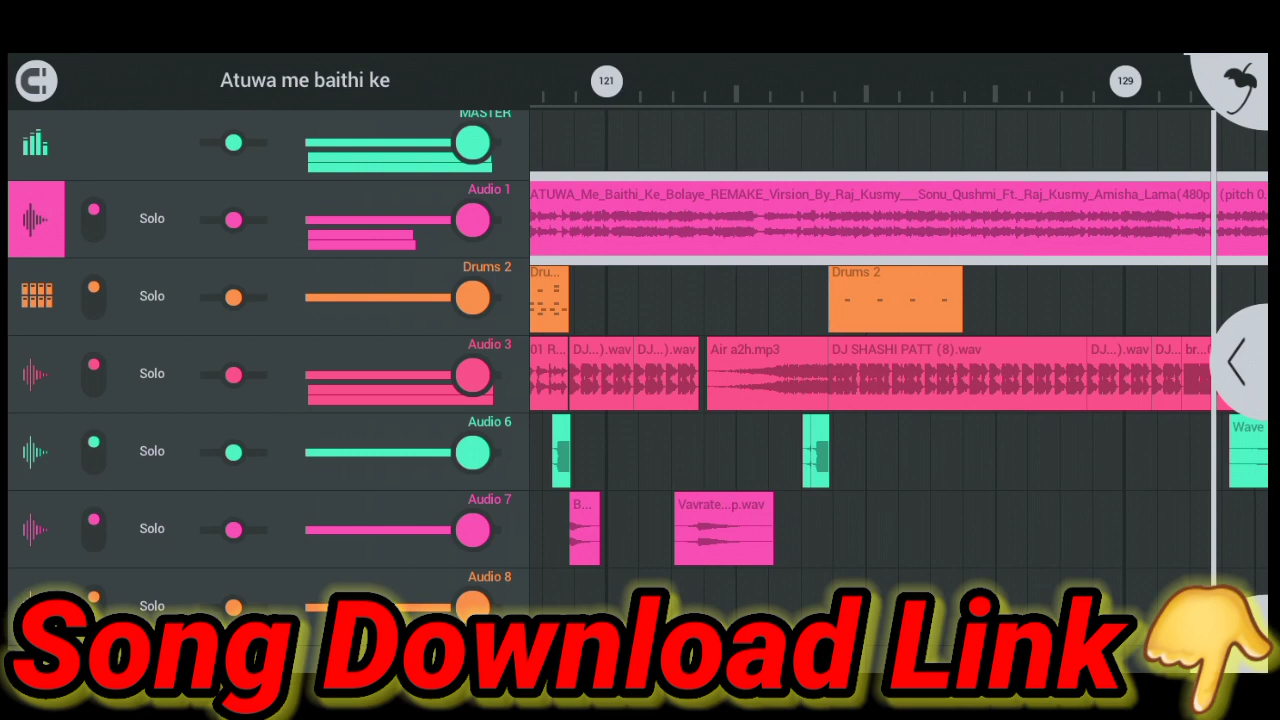 Atuwa me baithi ke
121
129
MASTER
Audio 1
Solo
ATUWA_Me_Baithi_Ke_Bolaye_REMAKE_Virsion_By_Raj_Kusmy___Sonu_Qushmi_Ft._Raj_Kusmy_Amisha_Lama(480p (pitch 0.
Drums 2
Solo
Dru...
Drums 2
Audio 3
Solo
01 R...
DJ...).wav
DJ...).wav
Air a2h.mp3
DJ SHASHI PATT (8).wav
DJ...).wav
DJ...
Audio 6
Solo
Wave
Audio 7
Solo
B...
Vavrate...p.wav
Audio 8
Solo
Song Download Link